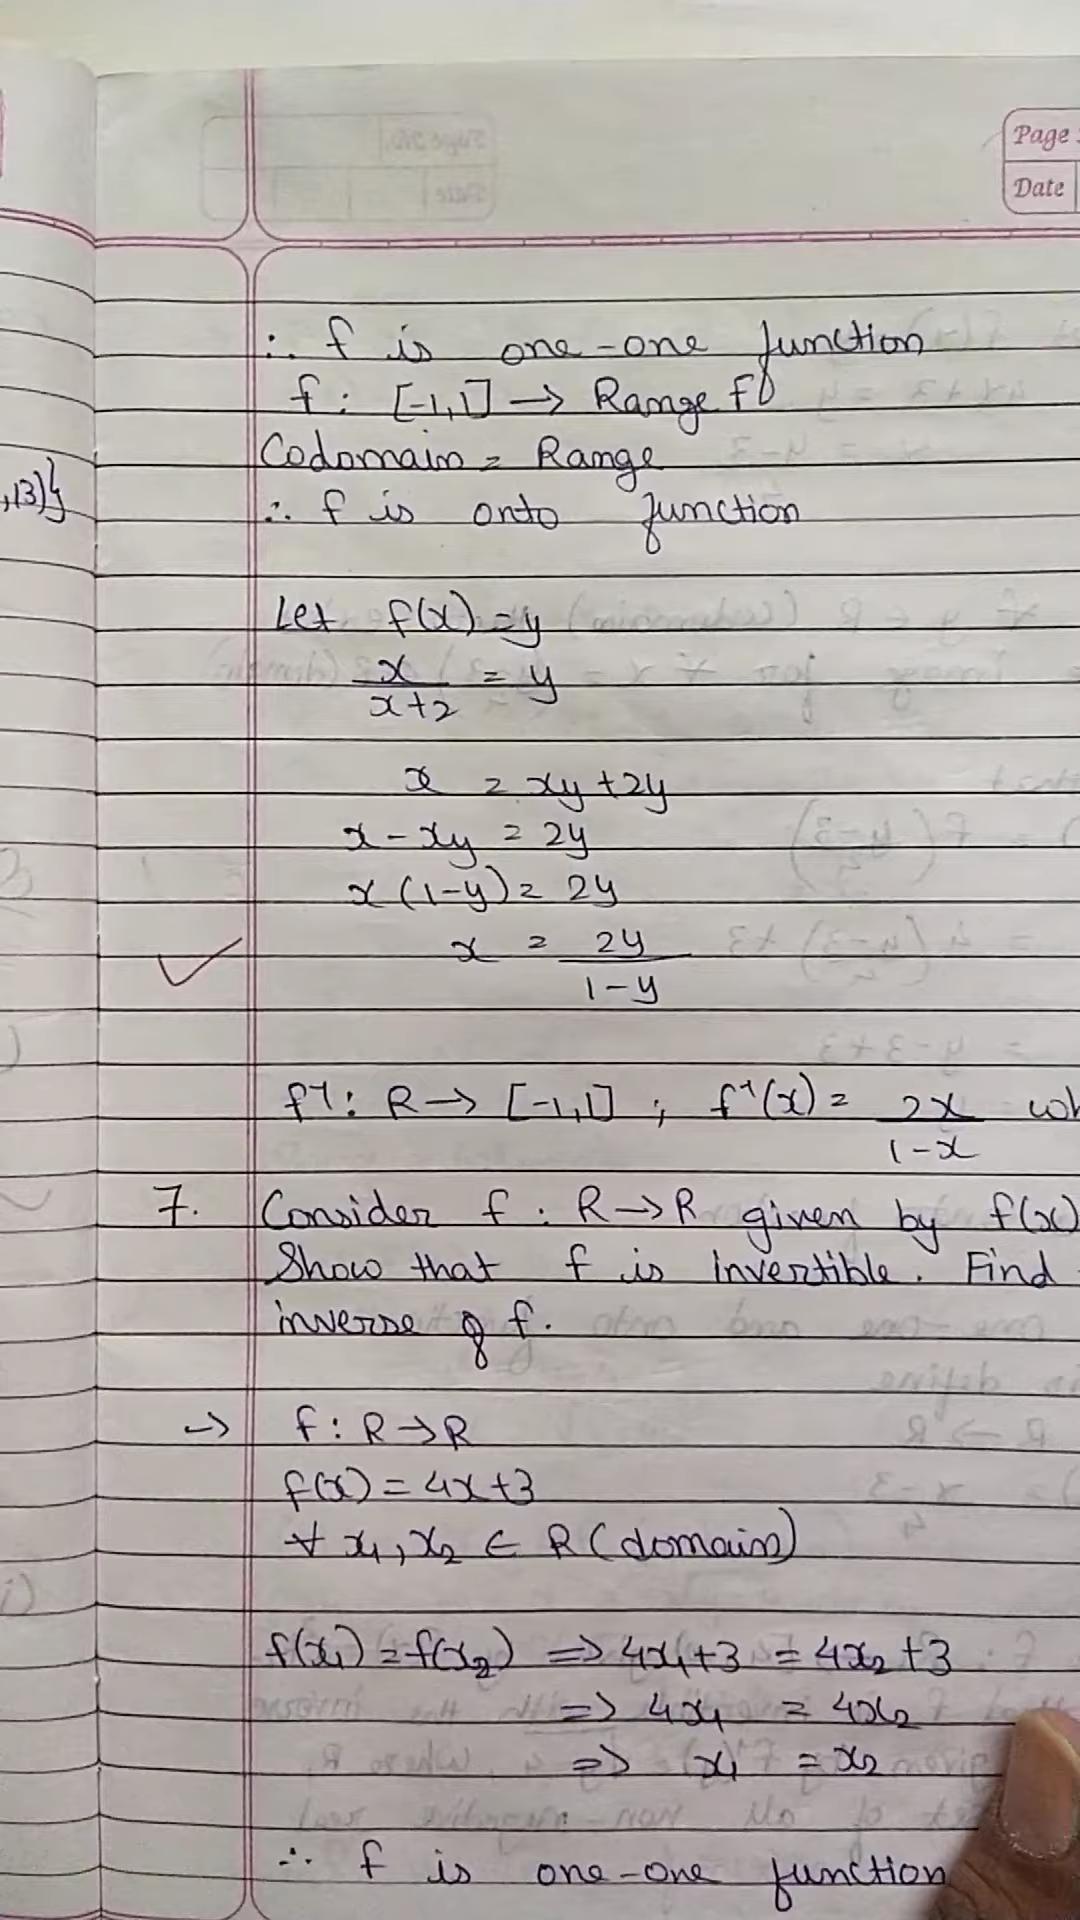 Page
Date
,13)}
∴ f is one-one function
f : [-1,1] → Range f
Codomain = Range
∴ f is onto function
Let f(x) = y
x/(x+2) = y
x = xy + 2y
x - xy = 2y
x (1-y) = 2y
x = 2y/(1-y)
f⁻¹ : R → [-1,1] ; f⁻¹(x) = 2x/(1-x) wh
7. Consider f : R → R given by f(x)
Show that f is invertible. Find
inverse of f.
→ f : R → R
f(x) = 4x+3
∀ x₁, x₂ ∈ R (domain)
f(x₁) = f(x₂) ⇒ 4x₁+3 = 4x₂+3
⇒ 4x₁ = 4x₂
⇒ x₁ = x₂
∴ f is one-one function